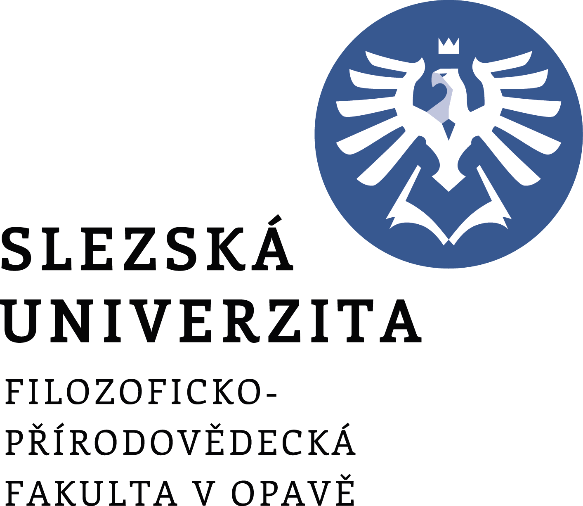 SLEZSKÁ
UNIVERZITA
FILOZOFICKO-
PŘÍRODOVĚDECKÁ
FAKULTA V OPAVĚ